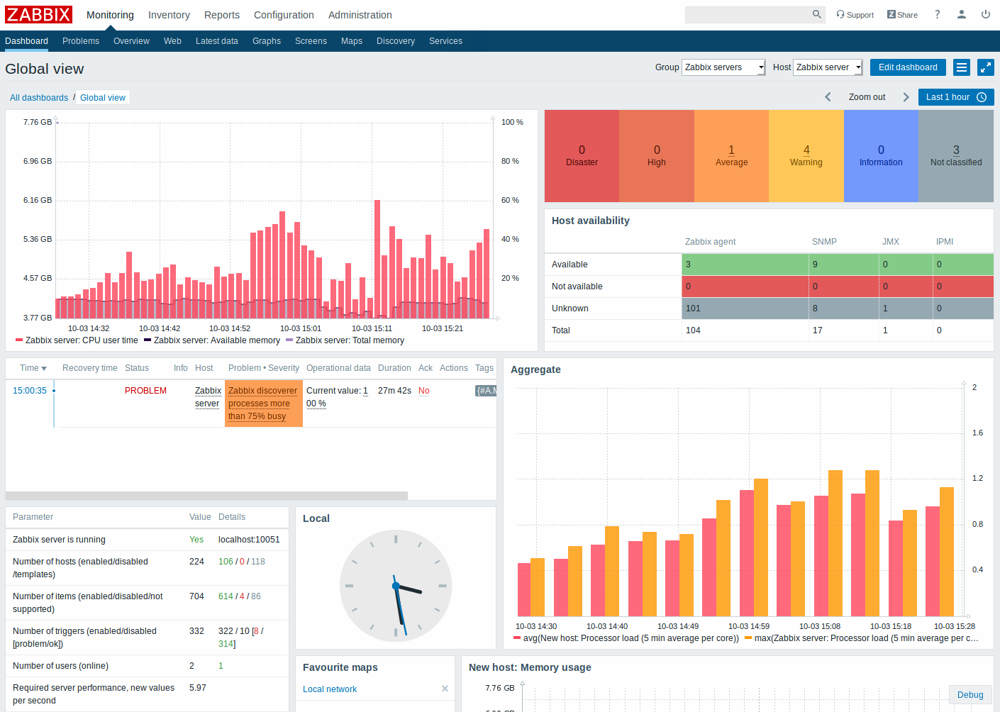 ZABBIX Monitoring Inventory Reports Configuration Administration Support Z Share ?
Dashboard Problems Overview Web Latest data Graphs Screens Maps Discovery Services
Global view Group Zabbix servers Host Zabbix server Edit dashboard
All dashboards / Global view Zoom out Last 1 hour
7.76 GB 100 %
6.96 GB 80 %
6.16 GB 60 %
5.36 GB 40 %
4.57 GB 20 %
3.77 GB
10-03 14:32 10-03 14:42 10-03 14:52 10-03 15:01 10-03 15:11 10-03 15:21
Zabbix server: CPU user time Zabbix server: Available memory Zabbix server: Total memory
0 0 1 4 0 3
Disaster High Average Warning Information Not classified
Host availability
Zabbix agent SNMP JMX IPMI
Available 3 9 0 0
Not available 0 0 0 0
Unknown 101 8 1 0
Total 104 17 1 0
Time Recovery time Status Info Host Problem • Severity Operational data Duration Ack Actions Tags
15:00:35 PROBLEM Zabbix Zabbix discoverer Current value: 1 27m 42s No {#A.M
server processes more 00 %
than 75% busy
Aggregate
2
1.6
1.2
0.8
0.4
10-03 14:30 10-03 14:40 10-03 14:49 10-03 14:59 10-03 15:08 10-03 15:18 10-03 15:28
avg(New host: Processor load (5 min average per core)) max(Zabbix server: Processor load (5 min average per c...
Parameter Value Details
Zabbix server is running Yes localhost:10051
Number of hosts (enabled/disabled 224 106 / 0 / 118
/templates)
Number of items (enabled/disabled/not 704 614 / 4 / 86
supported)
Number of triggers (enabled/disabled 332 322 / 10 [8 /
[problem/ok]) 314]
Number of users (online) 2 1
Required server performance, new values 5.97
per second
Local
Favourite maps
Local network
New host: Memory usage
7.76 GB
Debug